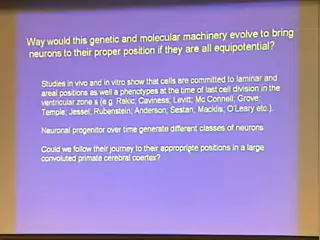 Way would this genetic and molecular machinery evolve to bring
neurons to their proper position if they are all equipotential?
Studies in vivo and in vitro show that cells are committed to laminar and
areal positions as well a phenotypes at the time of last cell division in the
ventricular zone s (e.g. Rakic; Caviness; Levitt; Mc Connell; Grove;
Temple; Jessel; Rubenstein; Anderson; Sestan; Macklis; O'Leary etc.).
Neuronal progenitor over time generate different classes of neurons
Could we follow their journey to their appropriate positions in a large
convoluted primate cerebral coertex?